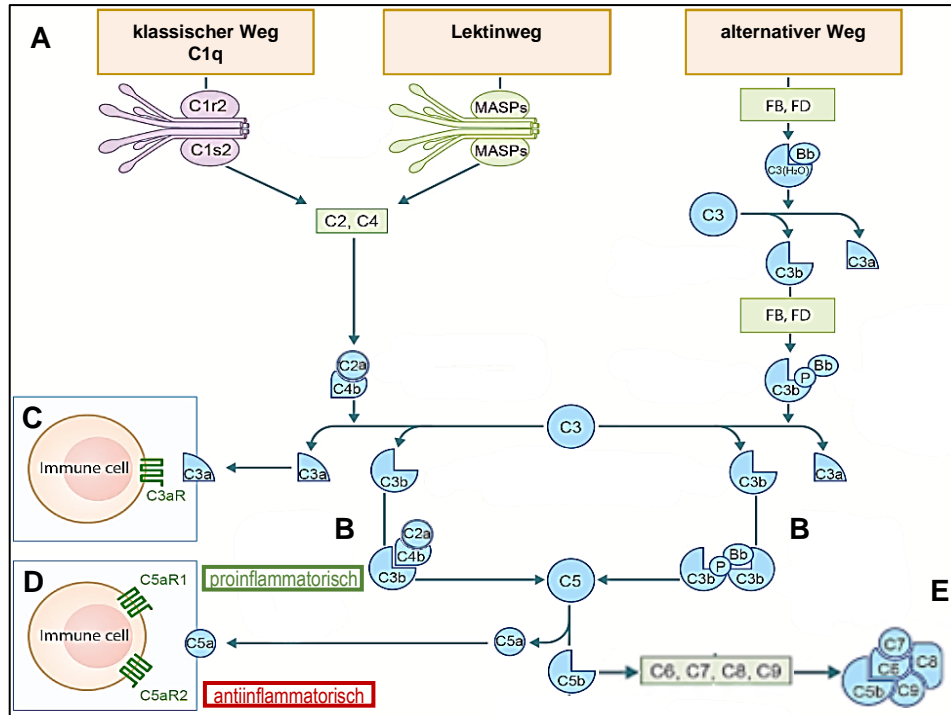 A
klassischer Weg
C1q
Lektinweg
alternativer Weg
C1r2
C1s2
MASPs
MASPs
FB, FD
Bb
C3(H₂O)
C3
C3b
C3a
C2, C4
FB, FD
C2a
C4b
Bb
P
C3b
C
Immune cell
C3aR
C3a
C3a
C3b
C3
C3b
C3a
B
B
C2a
C4b
C3b
C5
C3b
P
Bb
C3b
D
C5aR1
proinflammatorisch
Immune cell
C5aR2
C5a
C5a
antiinflammatorisch
C5b
C6, C7, C8, C9
E
C7
C6
C8
C5b
C9